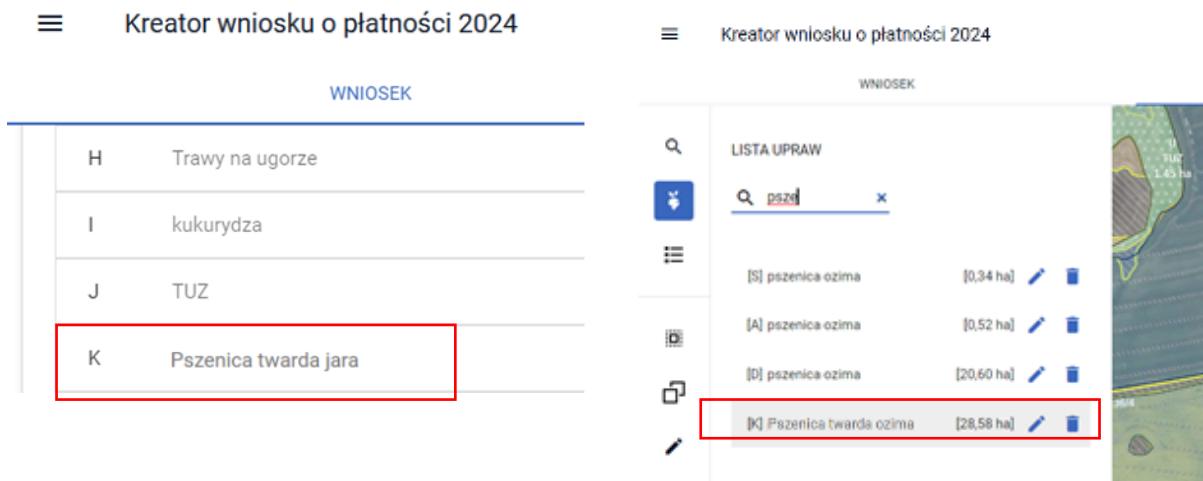 Kreator wniosku o płatności 2024
WNIOSEK
H Trawy na ugorze
I kukurydza
J TUZ
K Pszenica twarda jara
Kreator wniosku o płatności 2024
WNIOSEK
LISTA UPRAW
psze
[S] pszenica ozima [0,34 ha]
[A] pszenica ozima [0,52 ha]
[D] pszenica ozima [20,60 ha]
[K] Pszenica twarda ozima [28,58 ha]
U
TUZ
1.45 ha